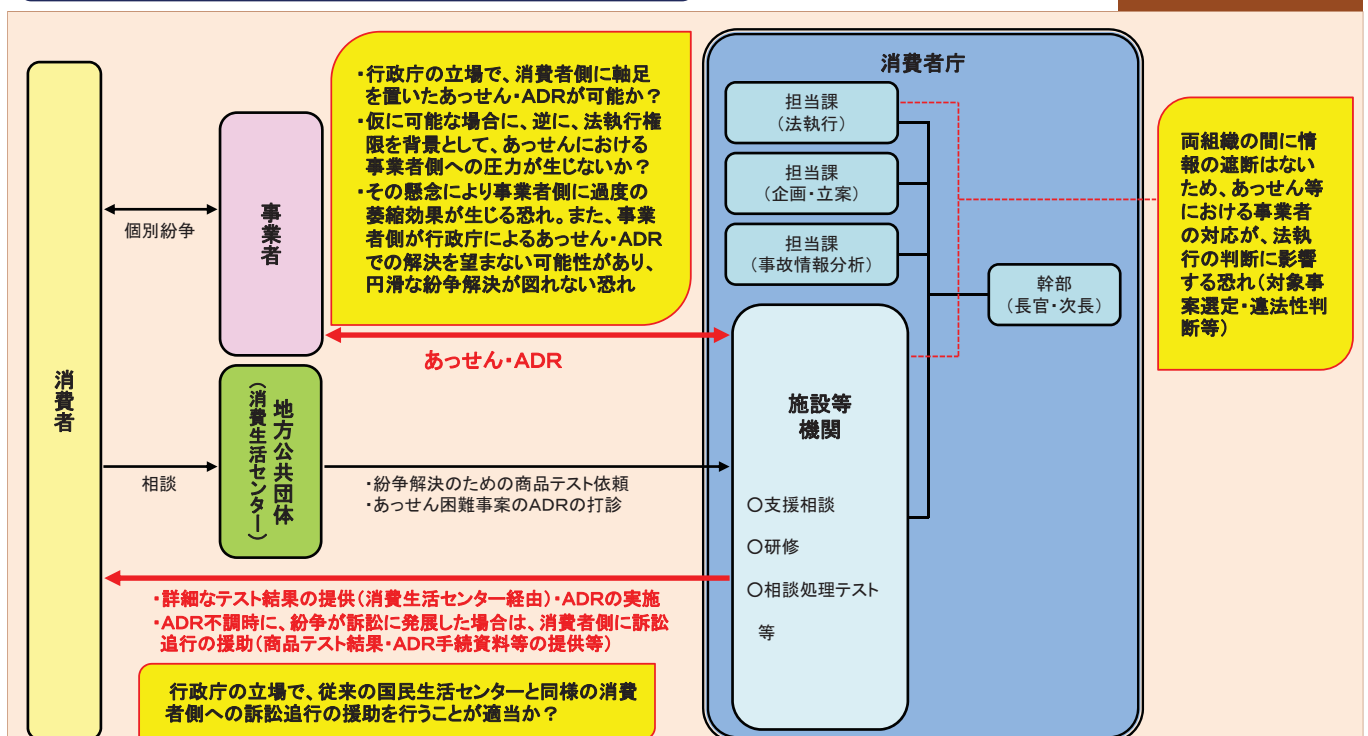 消費者
個別紛争
相談
事業者
地方公共団体
(消費生活センター)
・行政庁の立場で、消費者側に軸足
を置いたあっせん・ADRが可能か?
・仮に可能な場合に、逆に、法執行権
限を背景として、あっせんにおける
事業者側への圧力が生じないか?
・その懸念により事業者側に過度の
萎縮効果が生じる恐れ。また、事業
者側が行政庁によるあっせん・ADR
での解決を望まない可能性があり、
円滑な紛争解決が図れない恐れ
あっせん・ADR
・紛争解決のための商品テスト依頼
・あっせん困難事案のADRの打診
・詳細なテスト結果の提供(消費生活センター経由)・ADRの実施
・ADR不調時に、紛争が訴訟に発展した場合は、消費者側に訴訟
追行の援助(商品テスト結果・ADR手続資料等の提供等)
行政庁の立場で、従来の国民生活センターと同様の消費
者側への訴訟追行の援助を行うことが適当か?
消費者庁
担当課
(法執行)
担当課
(企画・立案)
担当課
(事故情報分析)
幹部
(長官・次長)
施設等
機関
○支援相談
○研修
○相談処理テスト
等
両組織の間に情
報の遮断はない
ため、あっせん等
における事業者
の対応が、法執
行の判断に影響
する恐れ(対象事
案選定・違法性判
断等)